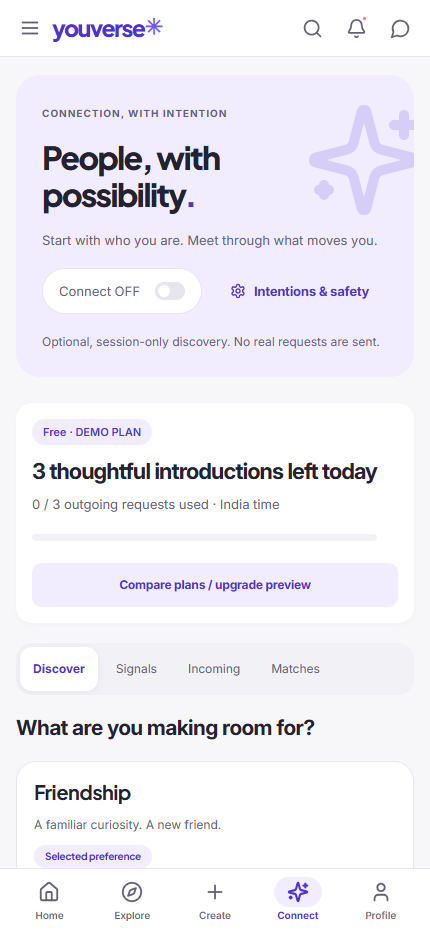 youverse
CONNECTION, WITH INTENTION
People, with
possibility.
Start with who you are. Meet through what moves you.
Connect OFF
Intentions & safety
Optional, session-only discovery. No real requests are sent.
Free · DEMO PLAN
3 thoughtful introductions left today
0 / 3 outgoing requests used · India time
Compare plans / upgrade preview
Discover Signals Incoming Matches
What are you making room for?
Friendship
A familiar curiosity. A new friend.
Selected preference
Home Explore Create Connect Profile